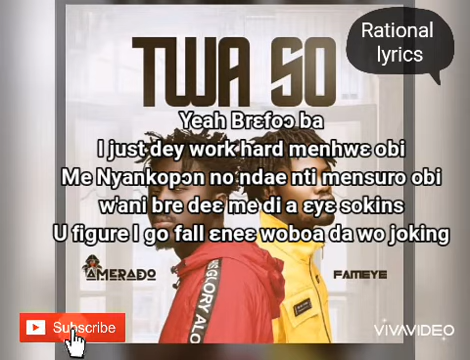 Rational
lyrics
TWA SO
Yeah Brɛfoɔ ba
I just dey work hard menhwɛ obi
Me Nyankopɔn no ndae nti mensuro obi
w'ani bre deɛ me di a ɛyɛ sokins
U figure I go fall ɛneɛ woboa da wo joking
AMERADO
FAMEYE
GLORY ALO
Subscribe
VIVAVIDEO